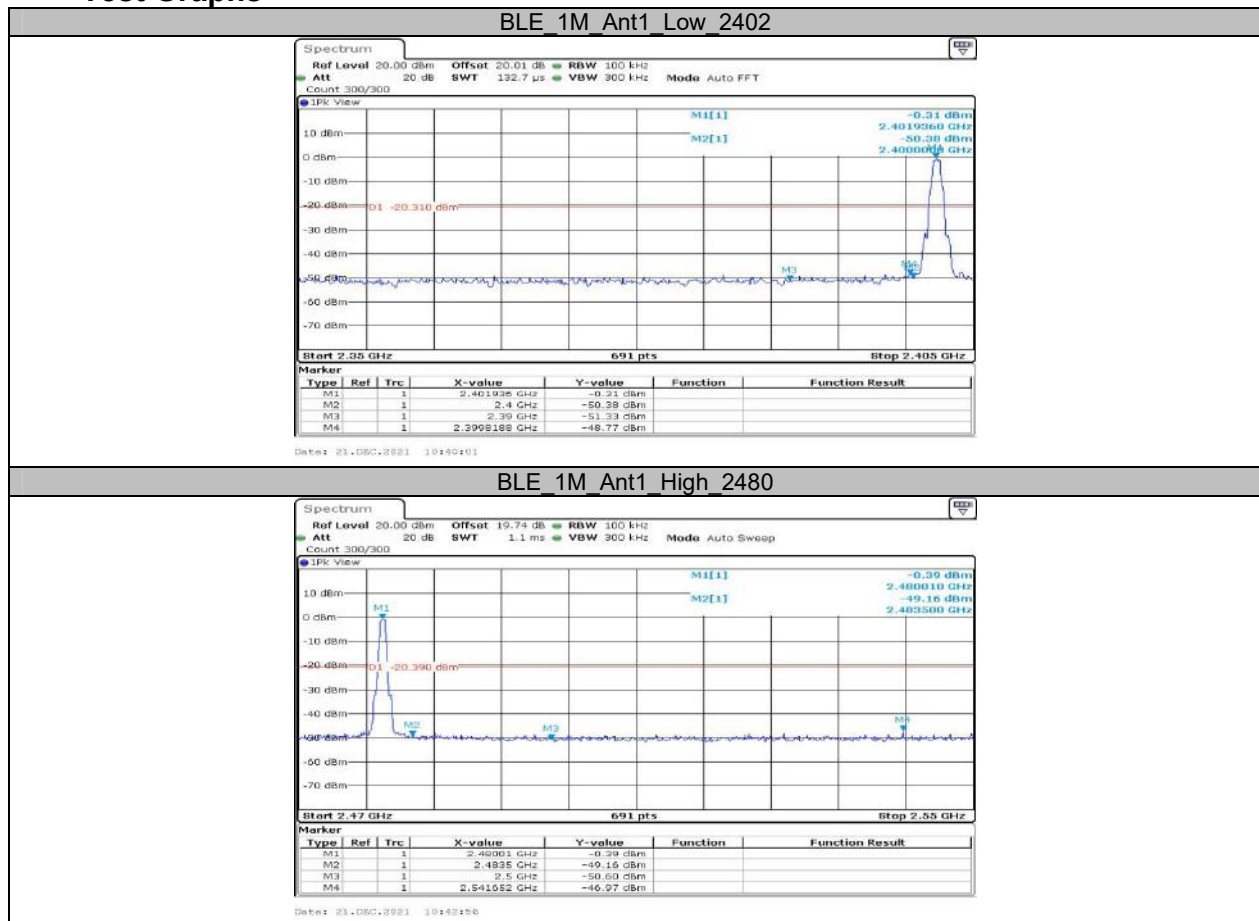 Test Graphs
BLE_1M_Ant1_Low_2402
Spectrum
Ref Level 20.00 dBm Offset 20.01 dB RBW 100 kHz
Att 20 dB SWT 132.7 µs VBW 300 kHz Mode Auto FFT
Count 300/300
1Pk View
M1[1] -0.31 dBm
2.4019360 GHz
10 dBm
M2[1] -50.38 dBm
2.4000000 GHz
0 dBm
-10 dBm
-20 dBm
D1 -20.310 dBm
-30 dBm
-40 dBm
M3
-50 dBm
-60 dBm
-70 dBm
Start 2.35 GHz 691 pts Stop 2.405 GHz
Marker
Type Ref Trc X-value Y-value Function Function Result
M1 1 2.401936 GHz -0.31 dBm
M2 1 2.4 GHz -50.38 dBm
M3 1 2.39 GHz -51.33 dBm
M4 1 2.3998188 GHz -48.77 dBm
Date: 21.DEC.2021 10:40:01
BLE_1M_Ant1_High_2480
Spectrum
Ref Level 20.00 dBm Offset 19.74 dB RBW 100 kHz
Att 20 dB SWT 1.1 ms VBW 300 kHz Mode Auto Sweep
Count 300/300
1Pk View
M1[1] -0.39 dBm
2.480010 GHz
10 dBm
M2[1] -49.16 dBm
2.483500 GHz
M1
0 dBm
-10 dBm
-20 dBm
D1 -20.390 dBm
-30 dBm
-40 dBm
M2 M3 M4
-50 dBm
-60 dBm
-70 dBm
Start 2.47 GHz 691 pts Stop 2.55 GHz
Marker
Type Ref Trc X-value Y-value Function Function Result
M1 1 2.48001 GHz -0.39 dBm
M2 1 2.4835 GHz -49.16 dBm
M3 1 2.5 GHz -50.60 dBm
M4 1 2.541652 GHz -46.97 dBm
Date: 21.DEC.2021 10:42:56